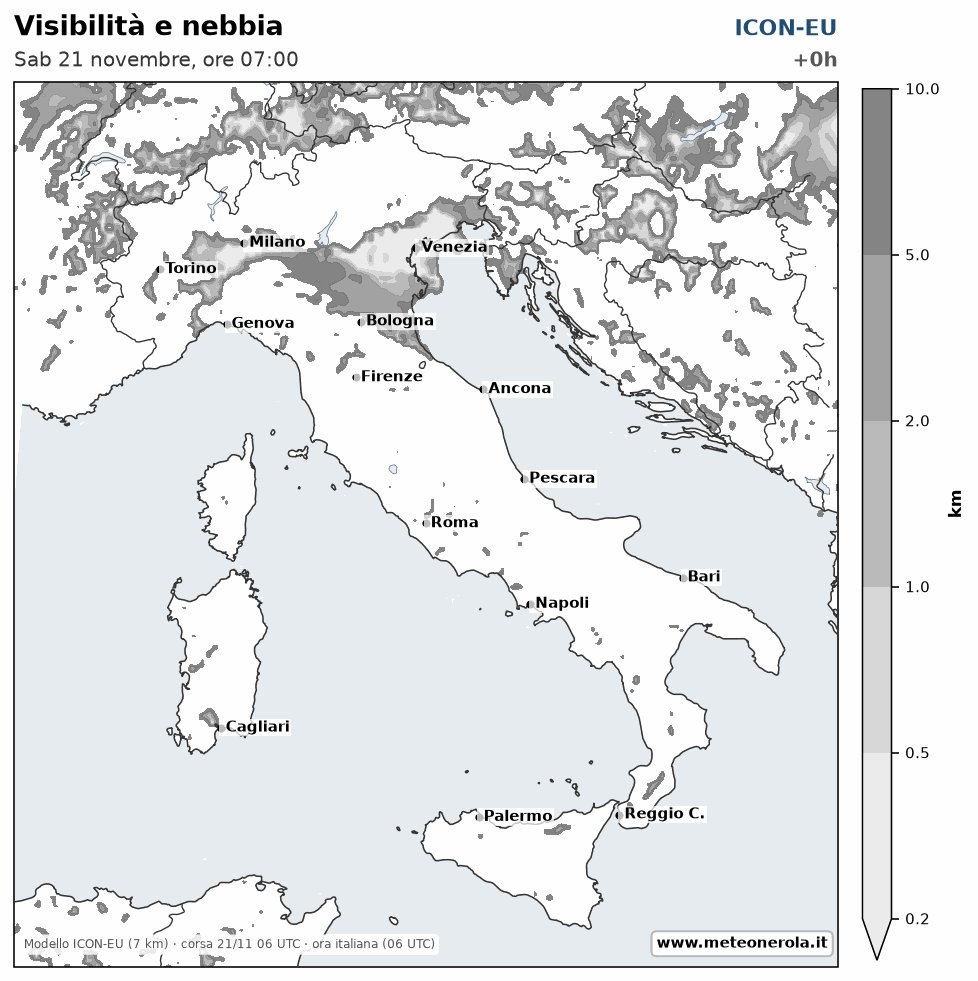 Visibilità e nebbia
ICON-EU
Sab 21 novembre, ore 07:00
+0h
10.0
5.0
2.0
1.0
0.5
0.2
km
Milano
Venezia
Torino
Genova
Bologna
Firenze
Ancona
Pescara
Roma
Bari
Napoli
Cagliari
Palermo
Reggio C.
Modello ICON-EU (7 km) · corsa 21/11 06 UTC · ora italiana (06 UTC)
www.meteonerola.it